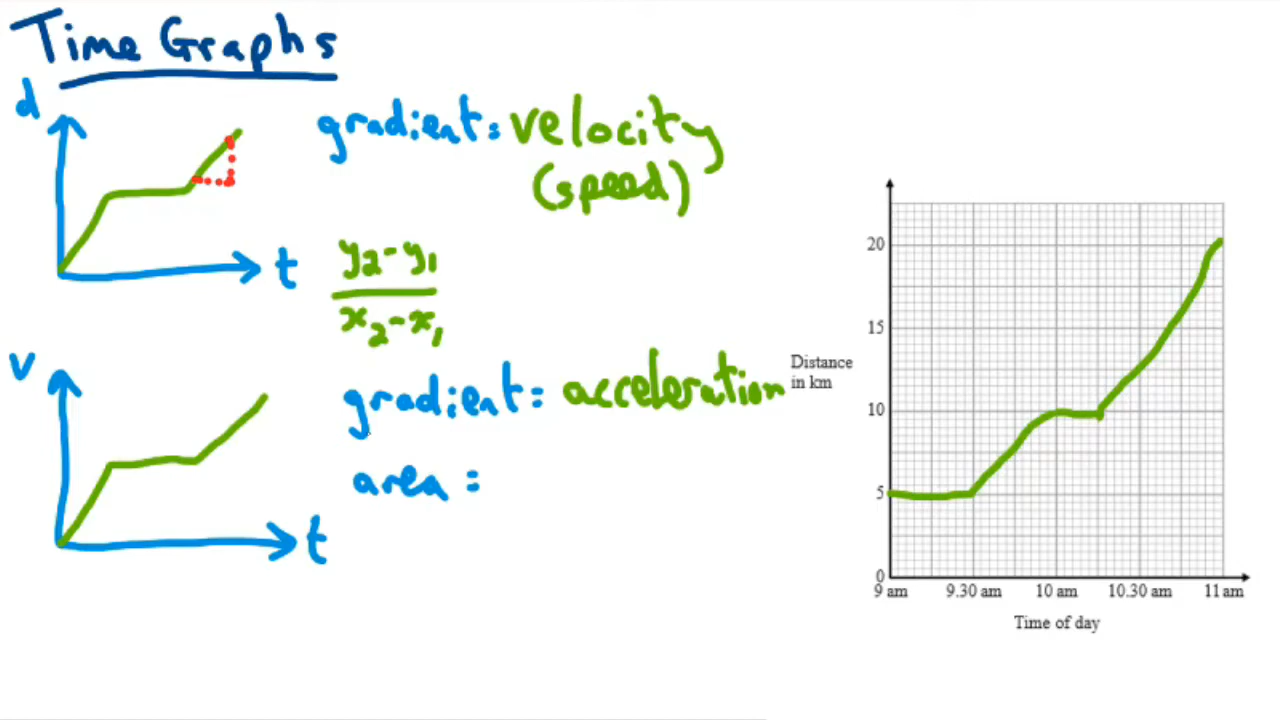 Time Graphs
d
gradient = velocity
(speed)
t
y₂-y₁
x₂-x₁
v
gradient = acceleration
area =
t
20
15
Distance
in km
10
5
0
9 am 9.30 am 10 am 10.30 am 11 am
Time of day